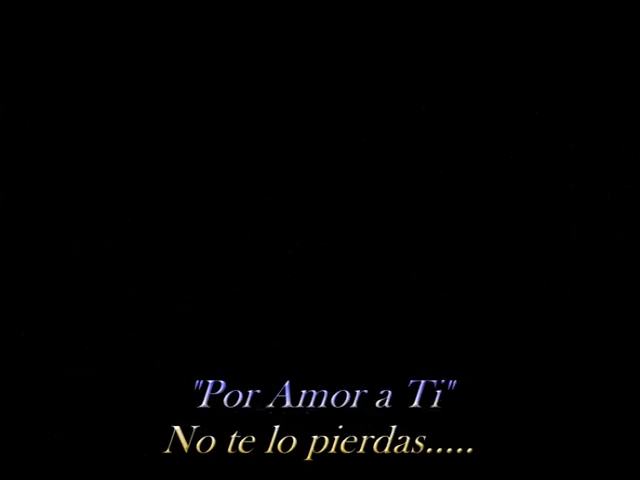 "Por Amor a Ti"
No te lo pierdas.....